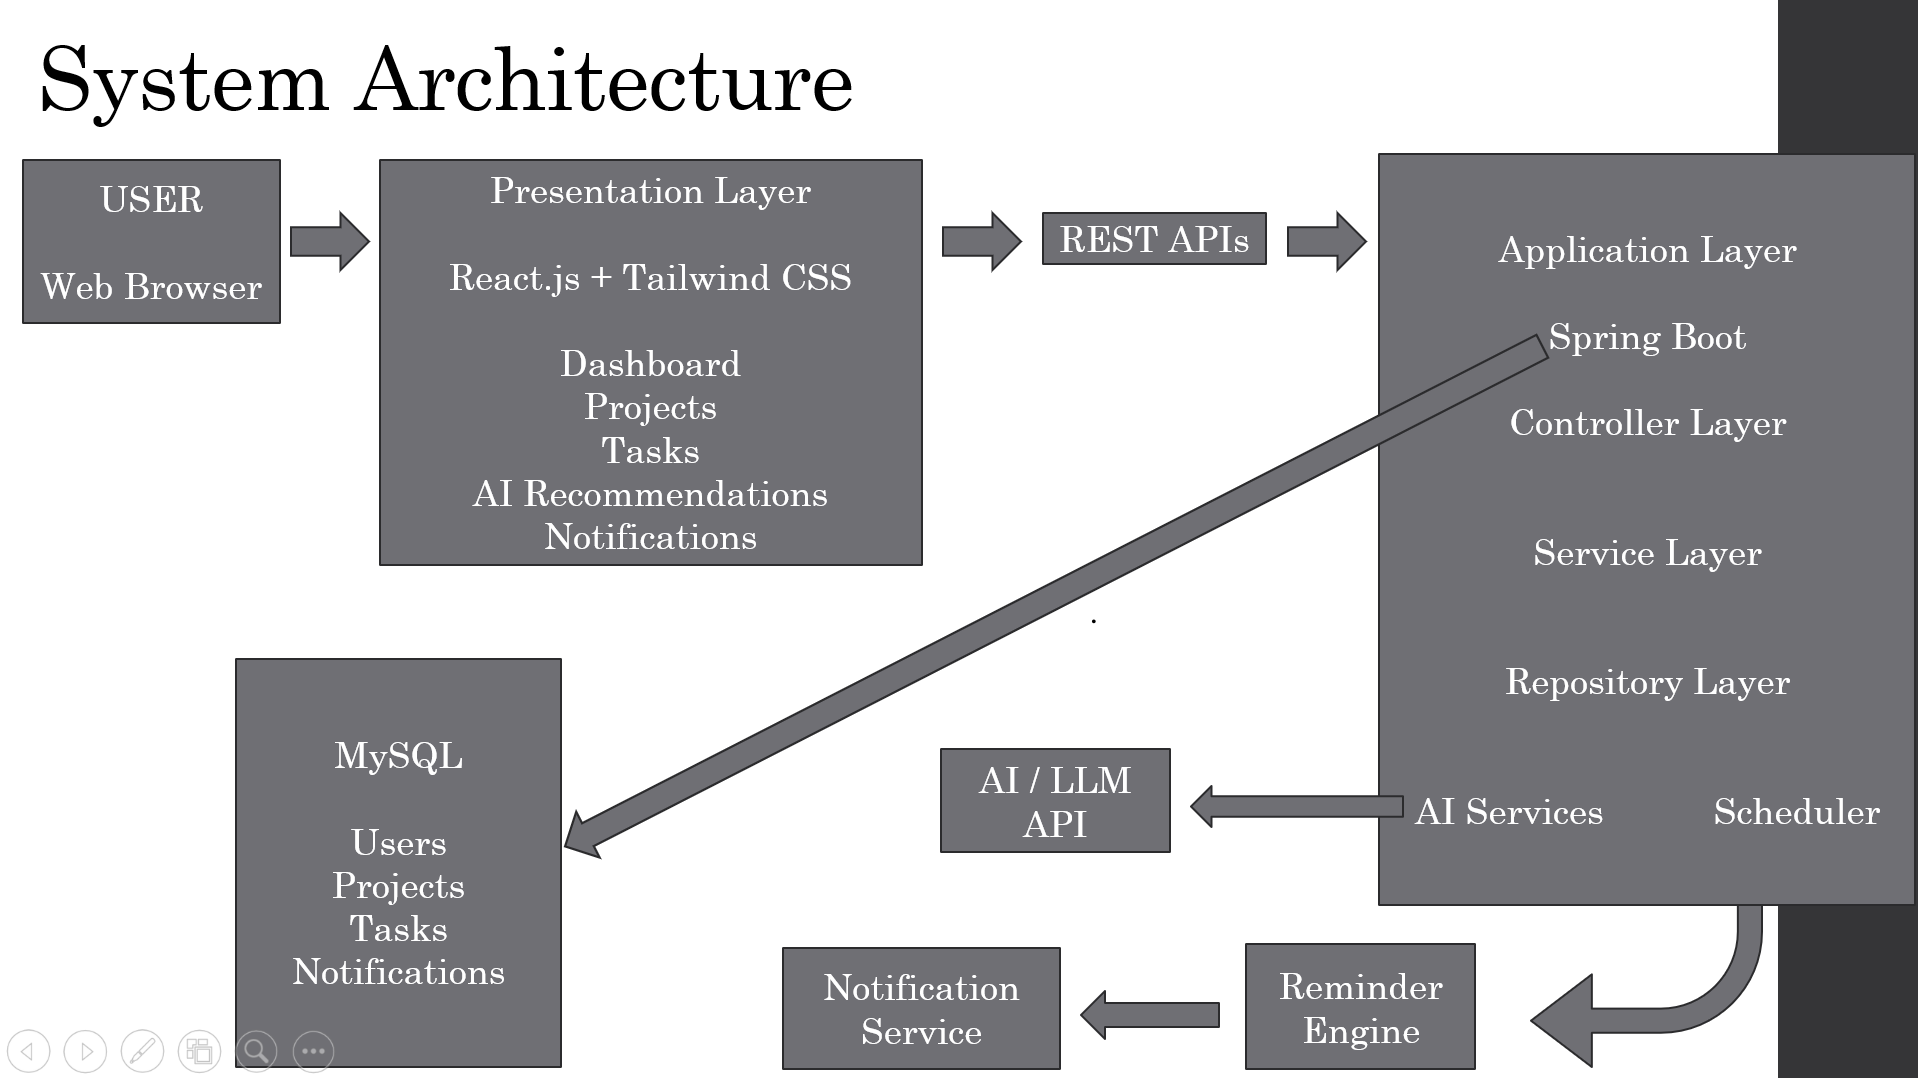 System Architecture
USER
Web Browser
Presentation Layer
React.js + Tailwind CSS
Dashboard
Projects
Tasks
AI Recommendations
Notifications
REST APIs
Application Layer
Spring Boot
Controller Layer
Service Layer
Repository Layer
AI Services
Scheduler
.
MySQL
Users
Projects
Tasks
Notifications
AI / LLM
API
Notification
Service
Reminder
Engine